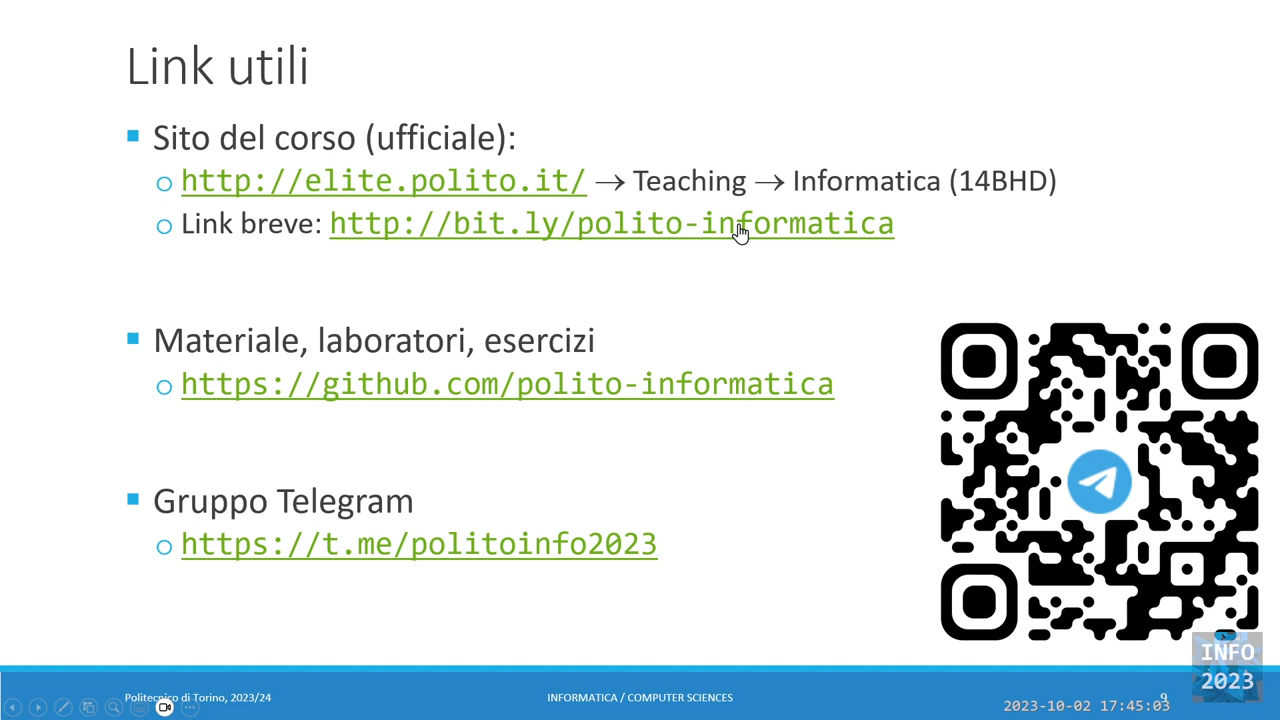 Link utili
Sito del corso (ufficiale):
http://elite.polito.it/ → Teaching → Informatica (14BHD)
Link breve: http://bit.ly/polito-informatica
Materiale, laboratori, esercizi
https://github.com/polito-informatica
Gruppo Telegram
https://t.me/politoinfo2023
INFO
2023
Politecnico di Torino, 2023/24
INFORMATICA / COMPUTER SCIENCES
9
2023-10-02 17:45:03